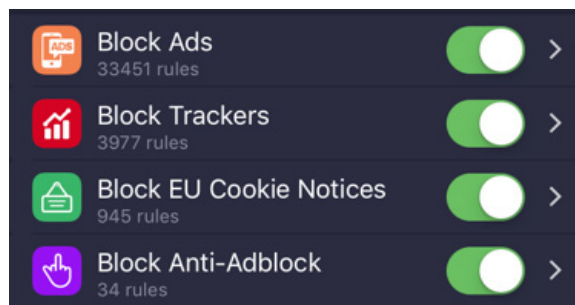 ADS
Block Ads
33451 rules
Block Trackers
3977 rules
Block EU Cookie Notices
945 rules
Block Anti-Adblock
34 rules